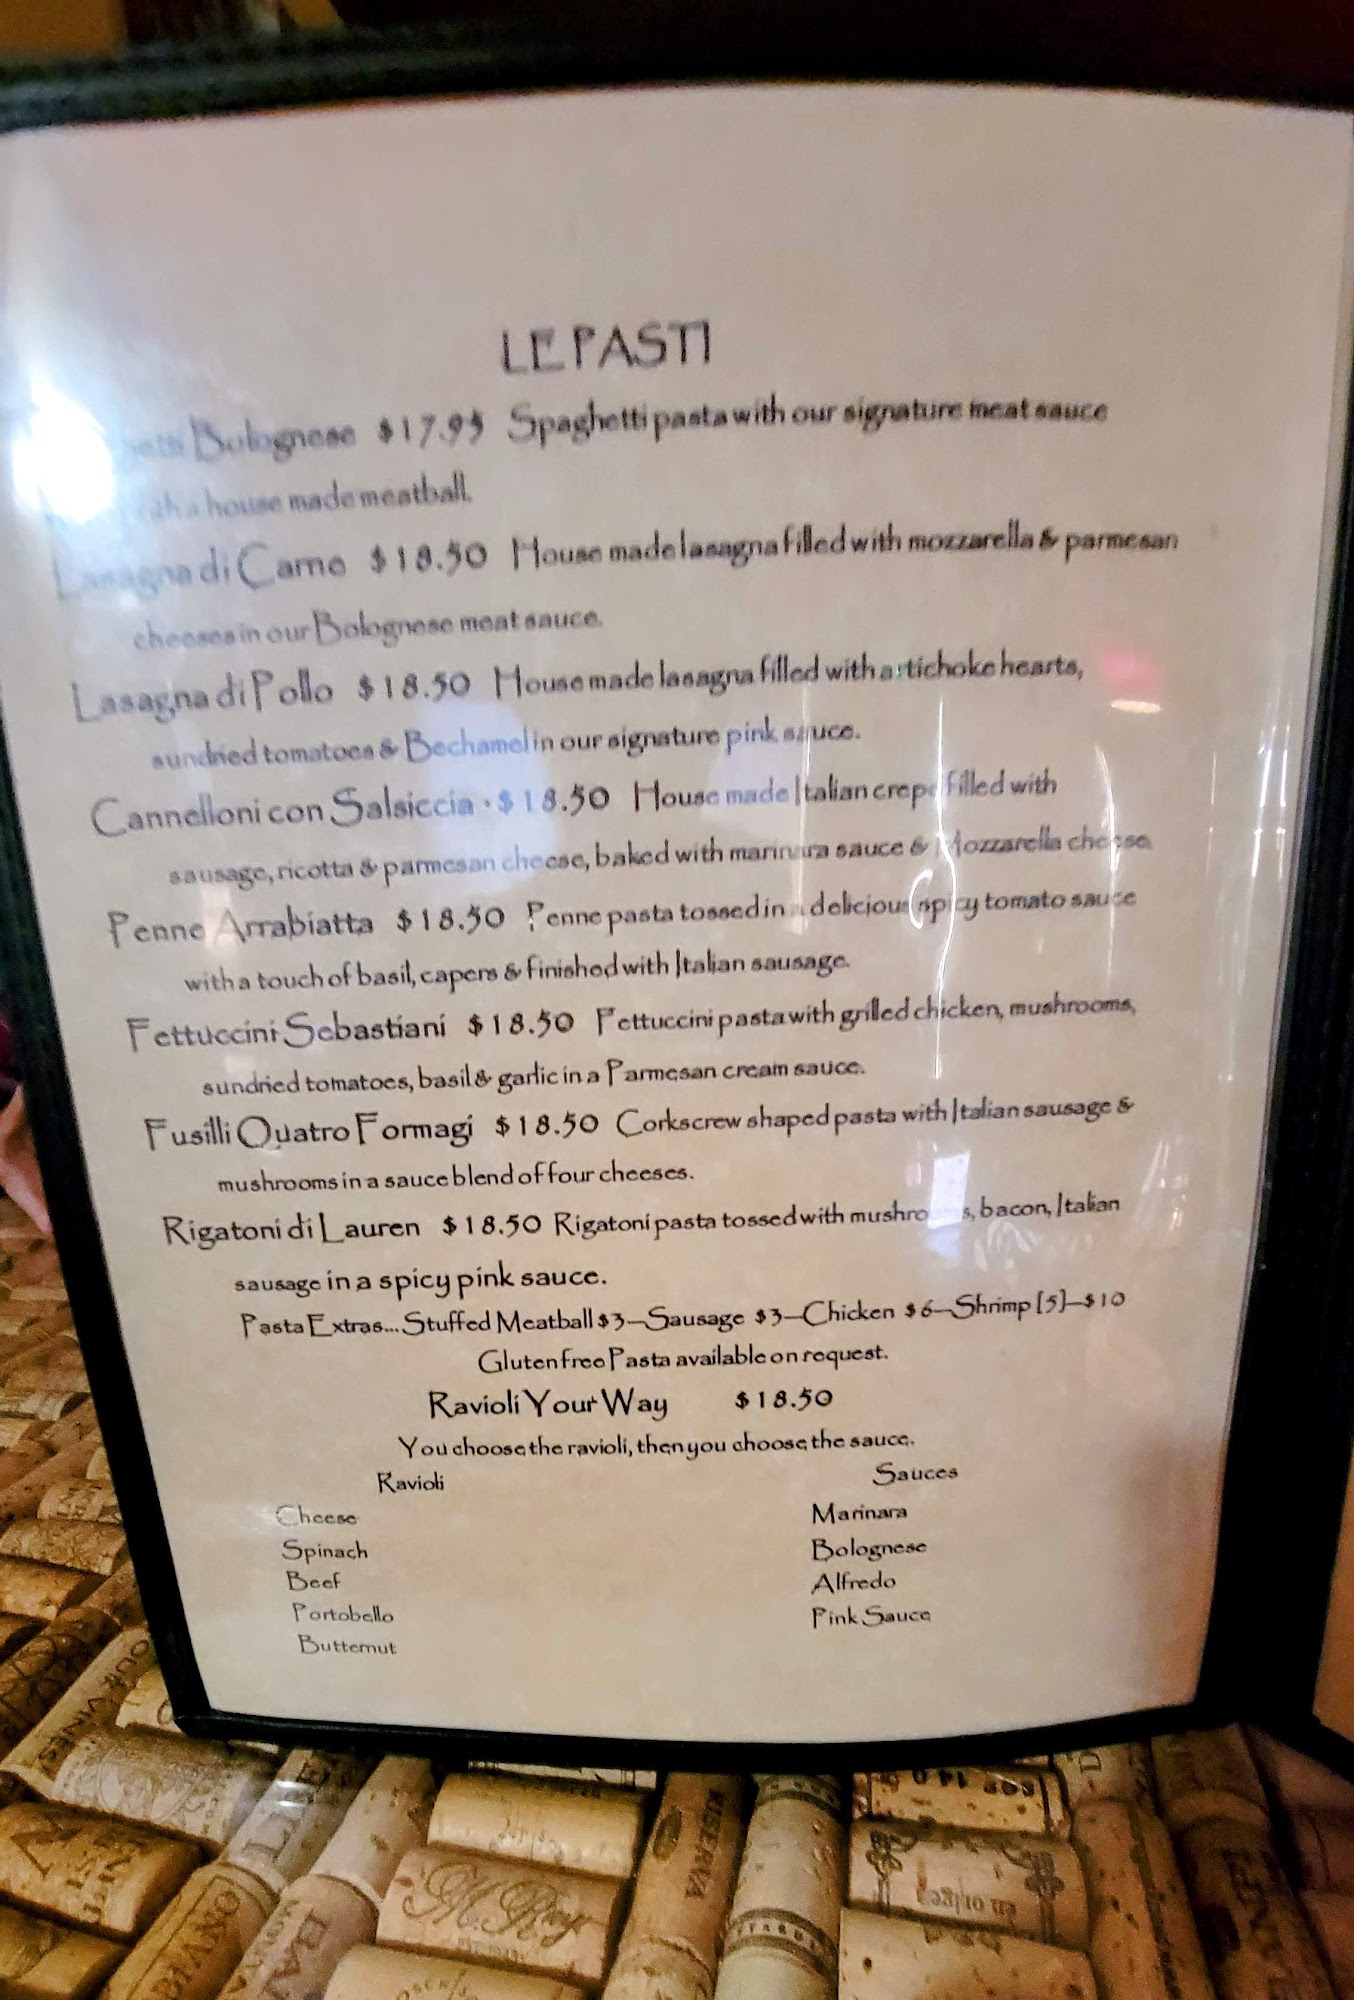 LE PASTI
Bolognese $17.95 Spaghetti pasta with our signature meat sauce
a house made meatball.
Lasagna di Carne $18.50 House made lasagna filled with mozzarella & parmesan
cheeses in our Bolognese meat sauce.
Lasagna di Pollo $18.50 House made lasagna filled with artichoke hearts,
sundried tomatoes & Bechamel in our signature pink sauce.
Cannelloni con Salsiccia · $18.50 House made Italian crepe filled with
sausage, ricotta & parmesan cheese, baked with marinara sauce & Mozzarella cheese.
Penne Arrabiatta $18.50 Penne pasta tossed in a delicious spicy tomato sauce
with a touch of basil, capers & finished with Italian sausage.
Fettuccini Sebastiani $18.50 Fettuccini pasta with grilled chicken, mushrooms,
sundried tomatoes, basil & garlic in a Parmesan cream sauce.
Fusilli Quatro Formagi $18.50 Corkscrew shaped pasta with Italian sausage &
mushrooms in a sauce blend of four cheeses.
Rigatoni di Lauren $18.50 Rigatoni pasta tossed with mushrooms, bacon, Italian
sausage in a spicy pink sauce.
Pasta Extras... Stuffed Meatball $3—Sausage $3—Chicken $6—Shrimp [5]—$10
Gluten free Pasta available on request.
Ravioli Your Way $18.50
You choose the ravioli, then you choose the sauce.
Ravioli Sauces
Cheese Marinara
Spinach Bolognese
Beef Alfredo
Portobello Pink Sauce
Butternut
RISERVA